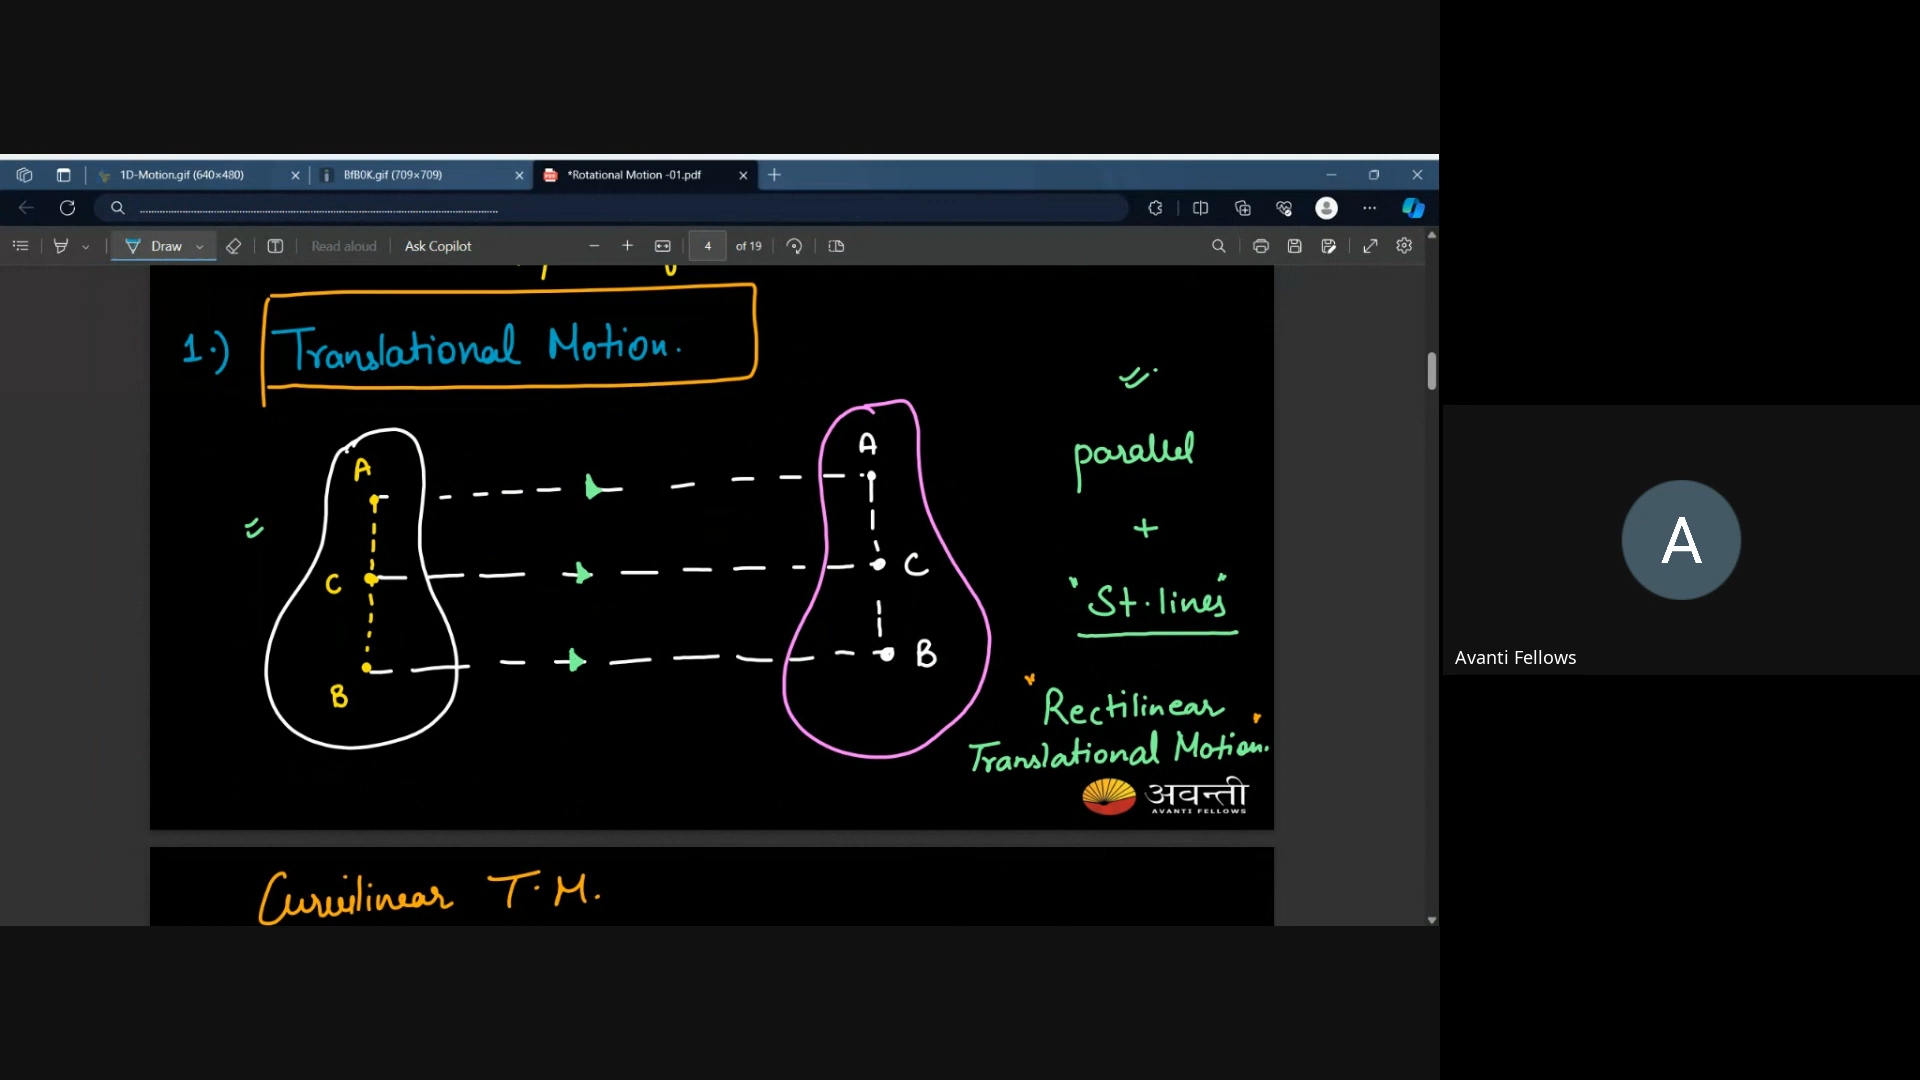 1D-Motion.gif (640×480)
BfB0K.gif (709×709)
*Rotational Motion -01.pdf
Draw
Read aloud
Ask Copilot
4 of 19
1.) Translational Motion.
A
C
B
A
C
B
parallel
+
"St. lines"
Rectilinear
Translational Motion.
अवन्ती
AVANTI FELLOWS
Curvilinear T.M.
A
Avanti Fellows